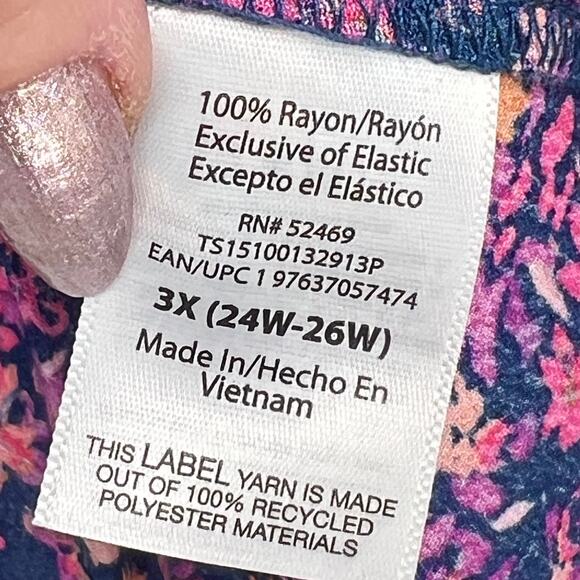 100% Rayon/Rayón
Exclusive of Elastic
Excepto el Elástico
RN# 52469
TS15100132913P
EAN/UPC 1 97637057474
3X (24W-26W)
Made In/Hecho En
Vietnam
THIS LABEL YARN IS MADE
OUT OF 100% RECYCLED
POLYESTER MATERIALS